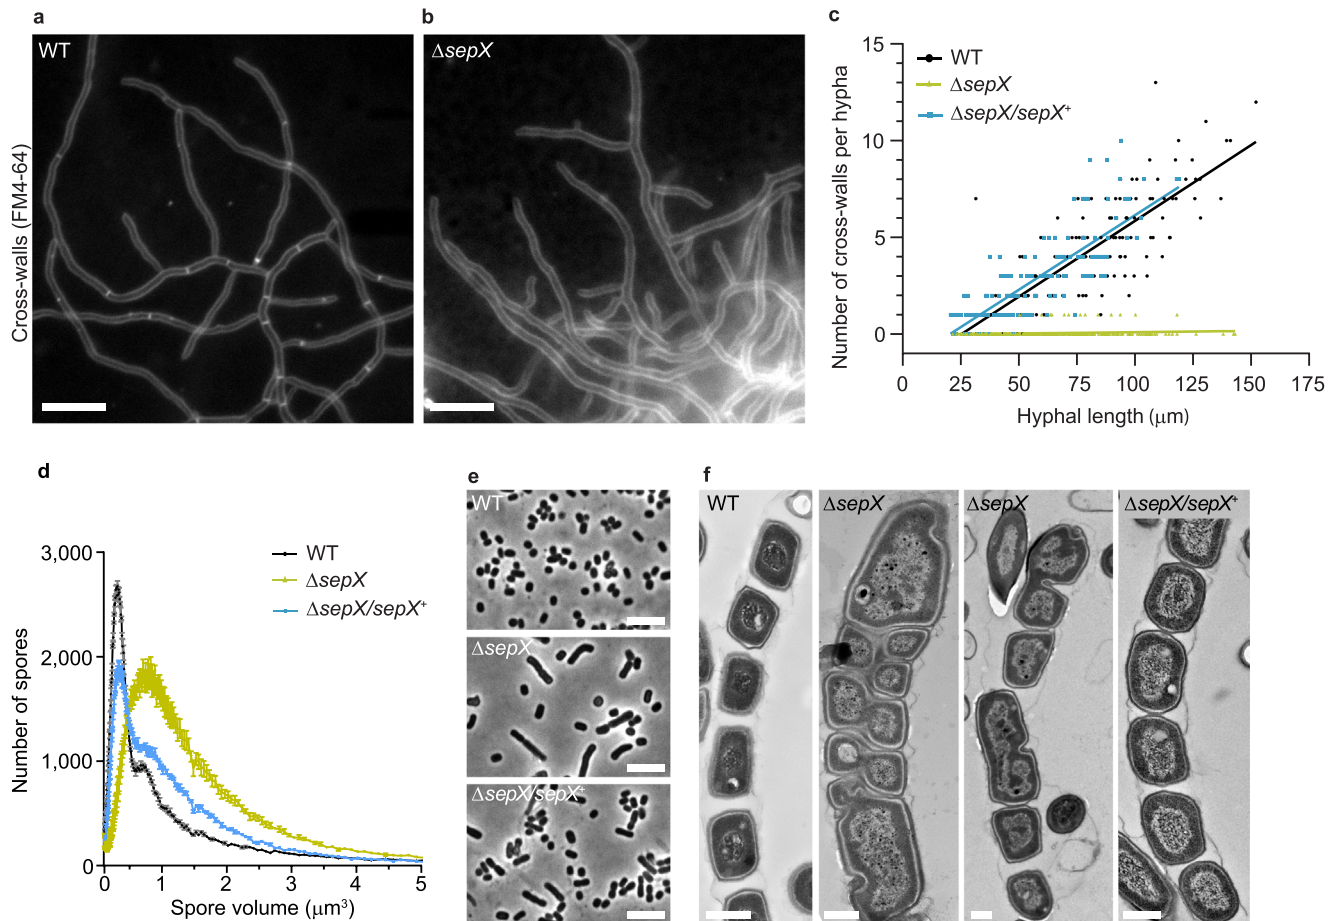 a
WT
Cross-walls (FM4-64)
b
ΔsepX
c
15
10
5
0
Number of cross-walls per hypha
WT
ΔsepX
ΔsepX/sepX⁺
0 25 50 75 100 125 150 175
Hyphal length (μm)
d
3,000
2,000
1,000
0
Number of spores
WT
ΔsepX
ΔsepX/sepX⁺
0 1 2 3 4 5
Spore volume (μm³)
e
WT
ΔsepX
ΔsepX/sepX⁺
f
WT
ΔsepX
ΔsepX
ΔsepX/sepX⁺